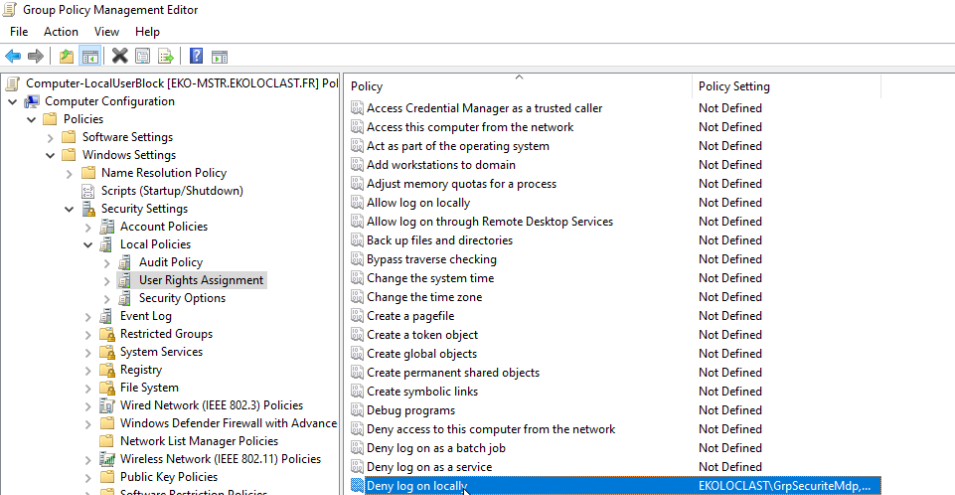 Group Policy Management Editor
File Action View Help
Computer-LocalUserBlock [EKO-MSTR.EKOLOCLAST.FR] Pol
Computer Configuration
Policies
Software Settings
Windows Settings
Name Resolution Policy
Scripts (Startup/Shutdown)
Security Settings
Account Policies
Local Policies
Audit Policy
User Rights Assignment
Security Options
Event Log
Restricted Groups
System Services
Registry
File System
Wired Network (IEEE 802.3) Policies
Windows Defender Firewall with Advance
Network List Manager Policies
Wireless Network (IEEE 802.11) Policies
Public Key Policies
Software Restriction Policies
Policy Policy Setting
Access Credential Manager as a trusted caller Not Defined
Access this computer from the network Not Defined
Act as part of the operating system Not Defined
Add workstations to domain Not Defined
Adjust memory quotas for a process Not Defined
Allow log on locally Not Defined
Allow log on through Remote Desktop Services Not Defined
Back up files and directories Not Defined
Bypass traverse checking Not Defined
Change the system time Not Defined
Change the time zone Not Defined
Create a pagefile Not Defined
Create a token object Not Defined
Create global objects Not Defined
Create permanent shared objects Not Defined
Create symbolic links Not Defined
Debug programs Not Defined
Deny access to this computer from the network Not Defined
Deny log on as a batch job Not Defined
Deny log on as a service Not Defined
Deny log on locally EKOLOCLAST\GrpSecuriteMdp,...